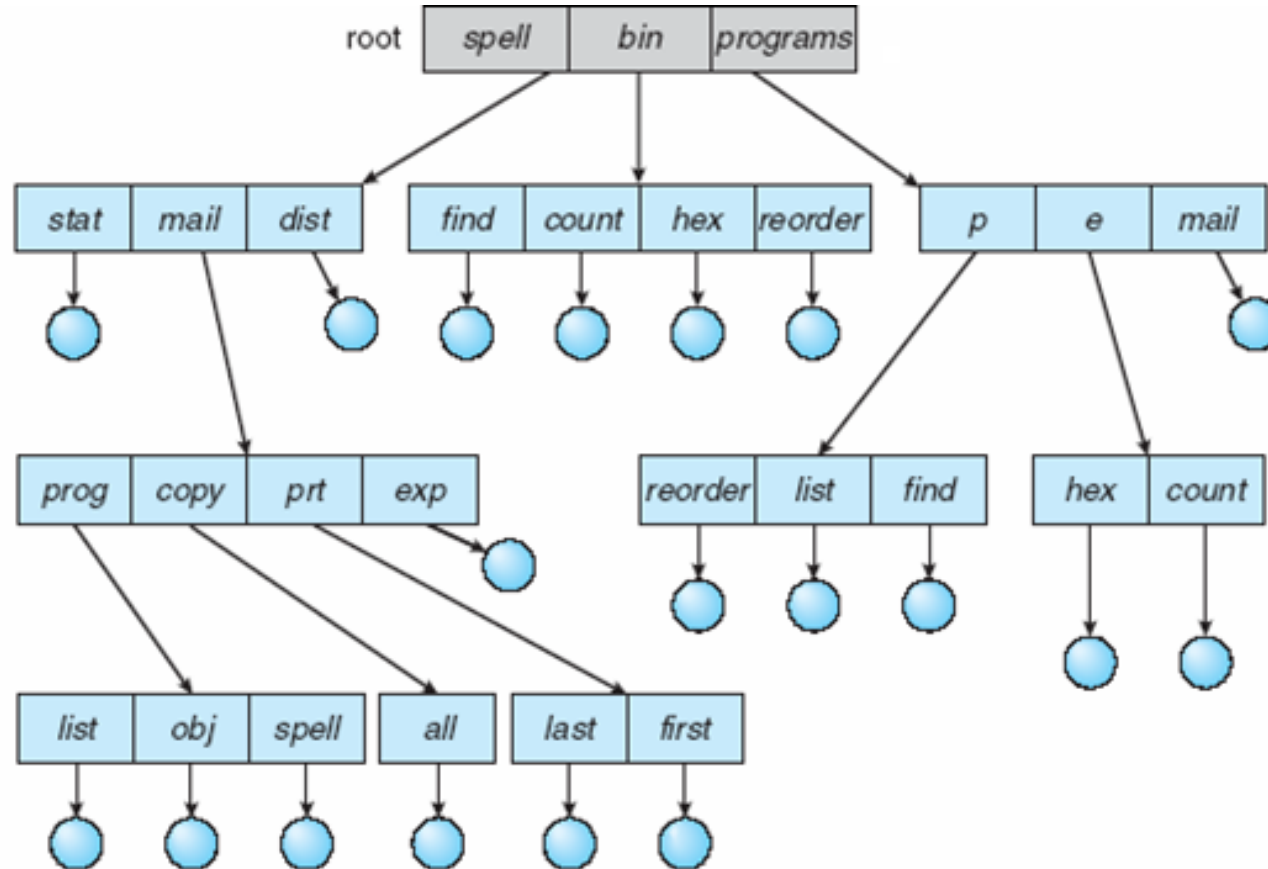 root spell bin programs
stat mail dist find count hex reorder p e mail
prog copy prt exp reorder list find hex count
list obj spell all last first